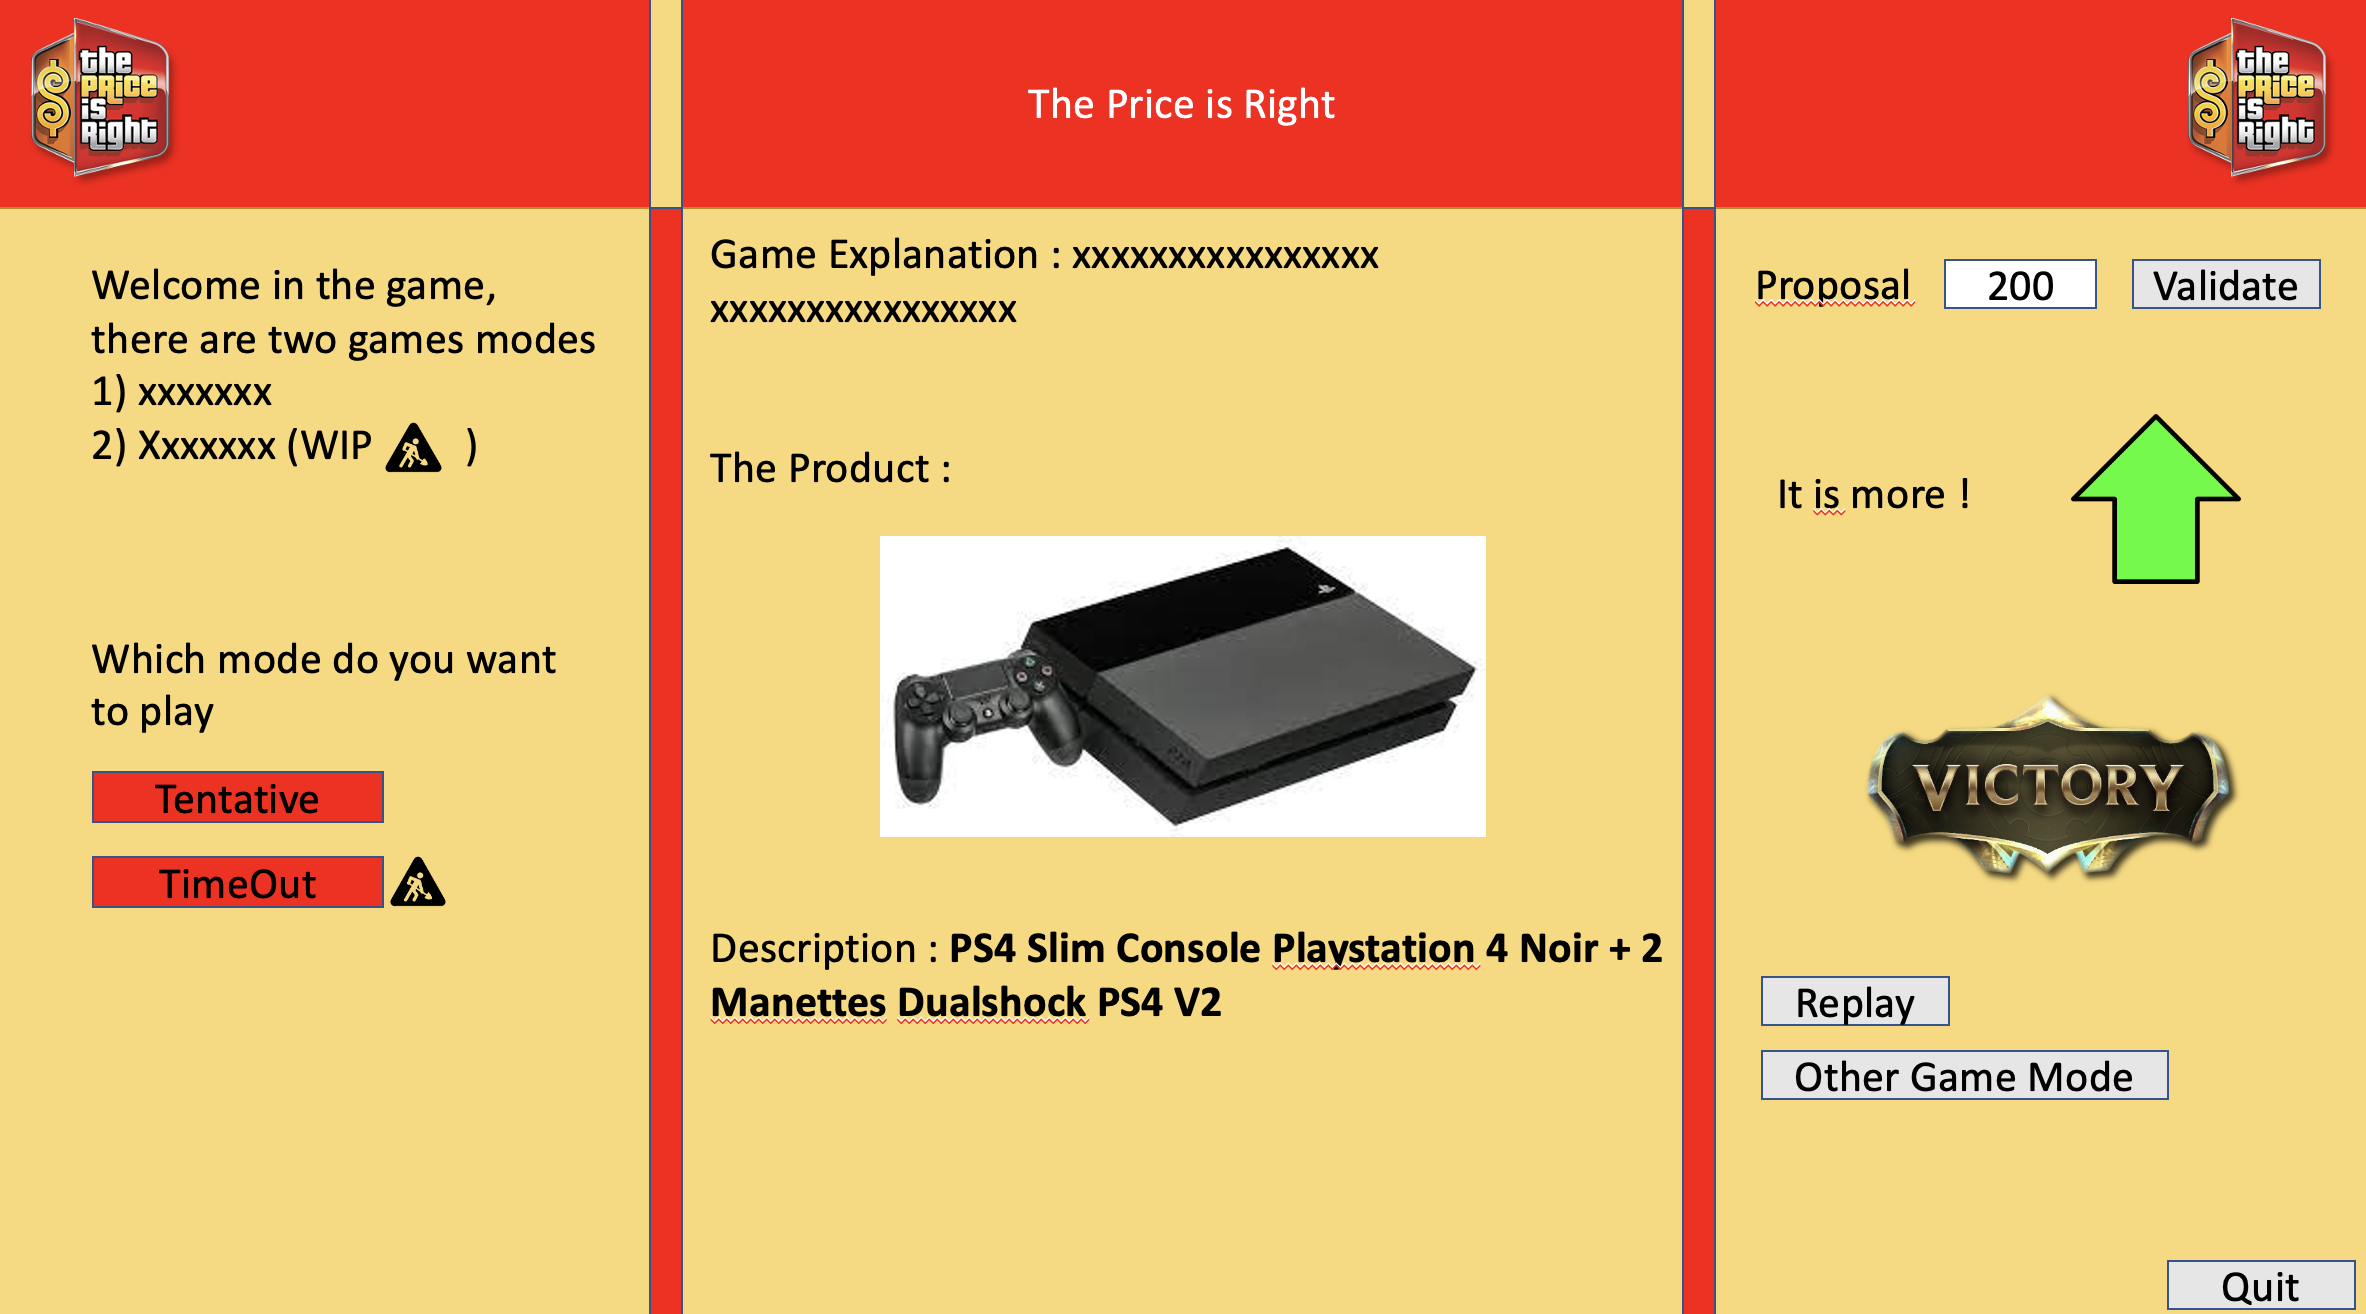 the
PRiCE
is
Right
The Price is Right
the
PRiCE
is
Right
Welcome in the game,
there are two games modes
1) xxxxxxx
2) Xxxxxxx (WIP )
Which mode do you want
to play
Tentative
TimeOut
Game Explanation : xxxxxxxxxxxxxxxx
xxxxxxxxxxxxxxxx
The Product :
Description : PS4 Slim Console Playstation 4 Noir + 2
Manettes Dualshock PS4 V2
Proposal 200 Validate
It is more !
VICTORY
Replay
Other Game Mode
Quit